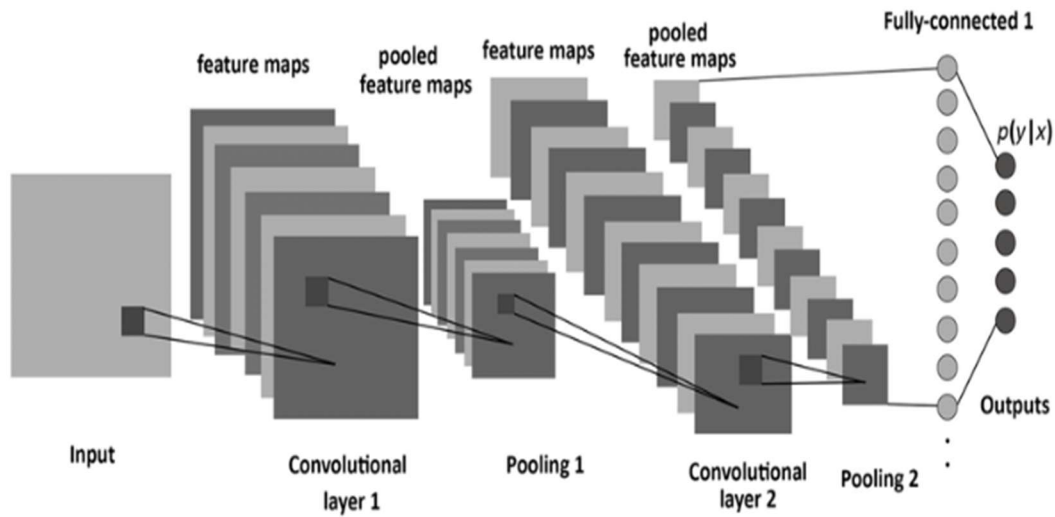 Fully-connected 1
feature maps
pooled
feature maps
feature maps
pooled
feature maps
p(y|x)
Input
Convolutional
layer 1
Pooling 1
Convolutional
layer 2
Pooling 2
Outputs